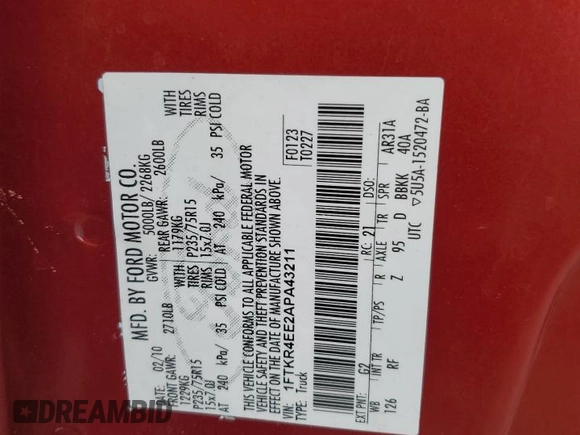 MFD. BY FORD MOTOR CO.
DATE: 02/10 GVWR: 5000LB/ 2268KG
FRONT GAWR: 2710LB REAR GAWR: 2600LB
1229KG WITH 1179KG WITH
P235/75R15 TIRES P235/75R15 TIRES
15x7.0J RIMS 15x7.0J RIMS
AT 240 kPa/ 35 PSI COLD AT 240 kPa/ 35 PSI COLD
THIS VEHICLE CONFORMS TO ALL APPLICABLE FEDERAL MOTOR
VEHICLE SAFETY AND THEFT PREVENTION STANDARDS IN
EFFECT ON THE DATE OF MANUFACTURE SHOWN ABOVE.
VIN: 1FTKR4EE2APA43211 F0123
TYPE: Truck T0227
EXT PNT: G2 RC: 21 DSO:
WB INT TR TP/PS R AXLE TR SPR
126 RF Z 95 D BBKK AR31A
40A
UTC ▽5U5A-1520472-BA
DREAMBID